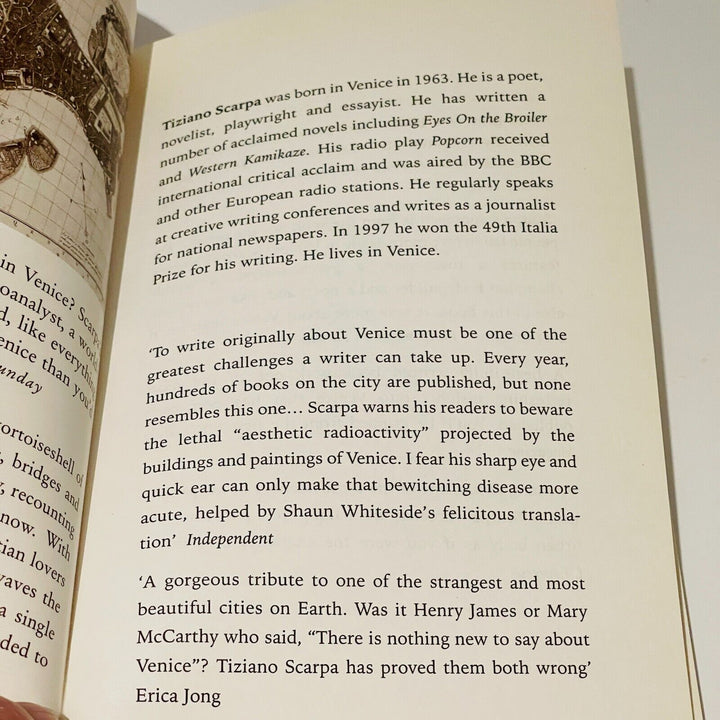 in Venice? Scarpa
oanalyst, a
d, like everything
enice than you'd
unday
ortoiseshell of
, bridges and
y, recounting
now. With
tian lovers
waves the
a single
ded to
Tiziano Scarpa was born in Venice in 1963. He is a poet,
novelist, playwright and essayist. He has written a
number of acclaimed novels including Eyes On the Broiler
and Western Kamikaze. His radio play Popcorn received
international critical acclaim and was aired by the BBC
and other European radio stations. He regularly speaks
at creative writing conferences and writes as a journalist
for national newspapers. In 1997 he won the 49th Italia
Prize for his writing. He lives in Venice.
‘To write originally about Venice must be one of the
greatest challenges a writer can take up. Every year,
hundreds of books on the city are published, but none
resembles this one... Scarpa warns his readers to beware
the lethal “aesthetic radioactivity” projected by the
buildings and paintings of Venice. I fear his sharp eye and
quick ear can only make that bewitching disease more
acute, helped by Shaun Whiteside’s felicitous transla-
tion’ Independent
‘A gorgeous tribute to one of the strangest and most
beautiful cities on Earth. Was it Henry James or Mary
McCarthy who said, “There is nothing new to say about
Venice”? Tiziano Scarpa has proved them both wrong’
Erica Jong